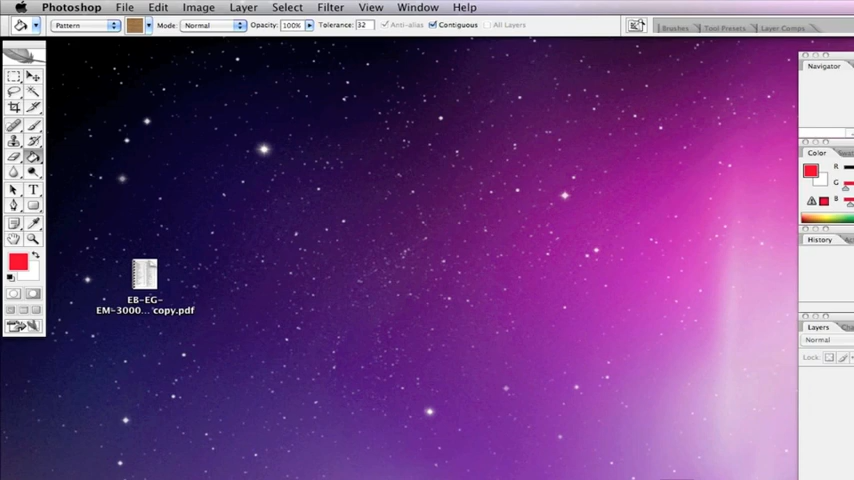 Photoshop File Edit Image Layer Select Filter View Window Help
Pattern Mode: Normal Opacity: 100% Tolerance: 32 Anti-alias Contiguous All Layers Brushes Tool Presets Layer Comps
Navigator
Color
R
G
B
History
EB-EG-
EM-3000... copy.pdf
Layers
Normal
Lock: